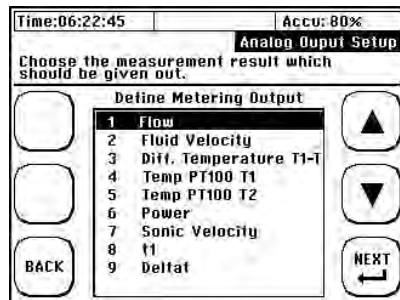 Time:06:22:45 Accu: 80%
Analog Ouput Setup
Choose the measurement result which
should be given out.
Define Metering Output
1 Flow
2 Fluid Velocity
3 Diff. Temperature T1-T
4 Temp PT100 T1
5 Temp PT100 T2
6 Power
7 Sonic Velocity
8 t1
9 Deltat
BACK
NEXT